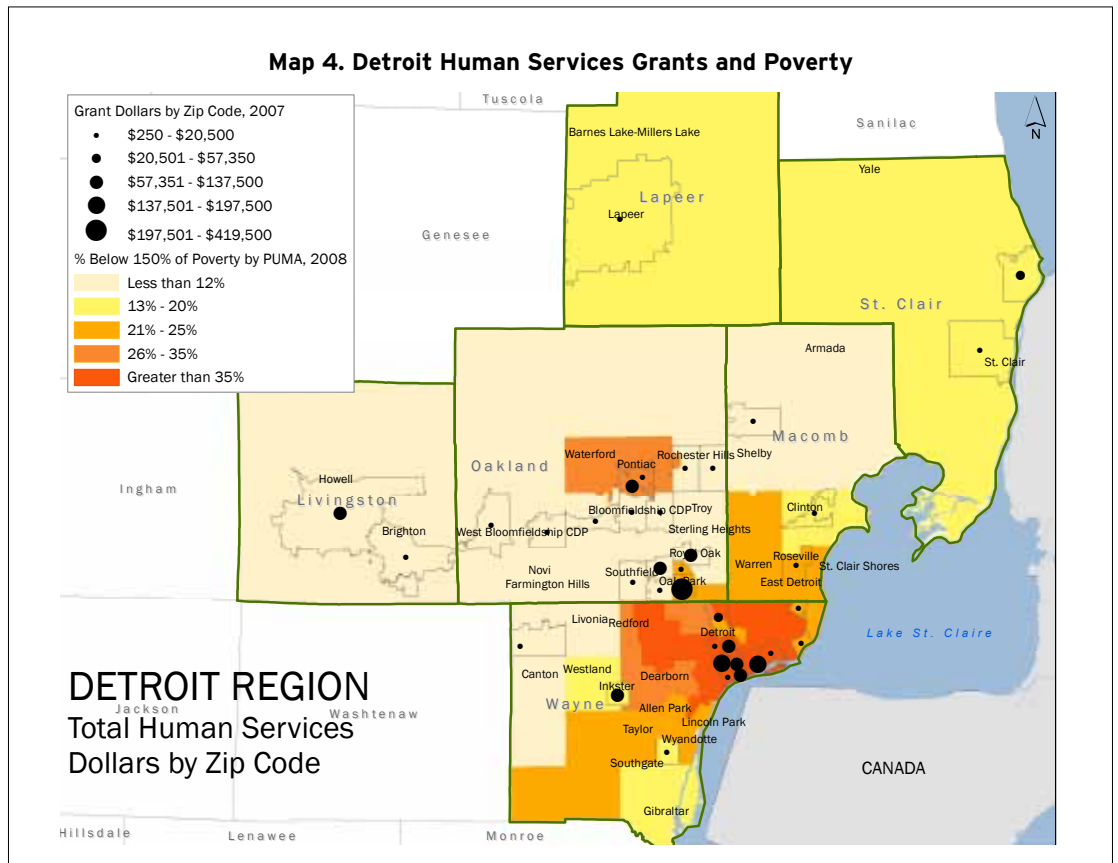 Map 4. Detroit Human Services Grants and Poverty
Grant Dollars by Zip Code, 2007
$250 - $20,500
$20,501 - $57,350
$57,351 - $137,500
$137,501 - $197,500
$197,501 - $419,500
% Below 150% of Poverty by PUMA, 2008
Less than 12%
13% - 20%
21% - 25%
26% - 35%
Greater than 35%
Tuscola
Sanilac
N
Barnes Lake-Millers Lake
Yale
Lapeer
Lapeer
Genesee
St. Clair
St. Clair
Armada
Macomb
Waterford
Pontiac
Rochester Hills
Shelby
Oakland
Howell
Livingston
Ingham
Brighton
West Bloomfieldship CDP
Bloomfieldship CDP
Troy
Clinton
Sterling Heights
Royal Oak
Roseville
Warren
St. Clair Shores
Novi
Southfield
Oak Park
East Detroit
Farmington Hills
Livonia
Redford
Detroit
Lake St. Claire
Canton
Westland
Dearborn
Inkster
Wayne
Allen Park
Lincoln Park
Taylor
Wyandotte
Southgate
CANADA
Gibraltar
DETROIT REGION
Jackson
Washtenaw
Total Human Services
Dollars by Zip Code
Hillsdale
Lenawee
Monroe